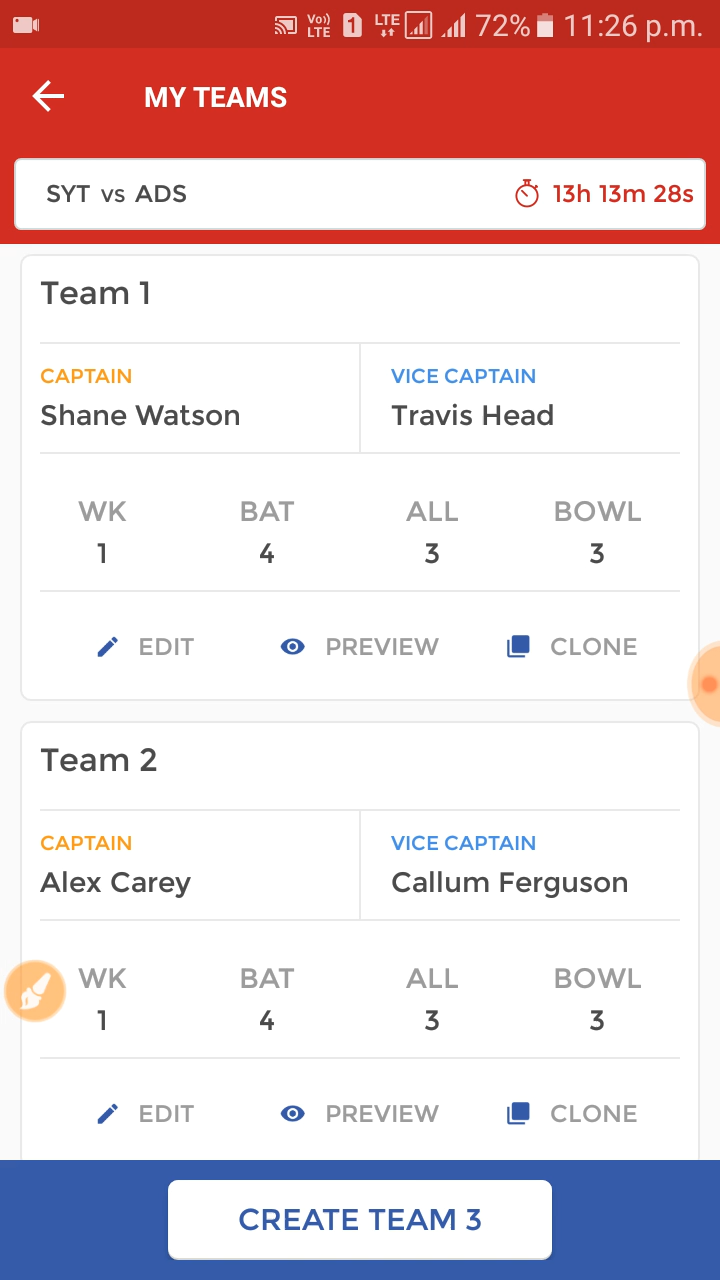 Vo)) LTE 1 LTE 72% 11:26 p.m.
MY TEAMS
SYT vs ADS 13h 13m 28s
Team 1
CAPTAIN VICE CAPTAIN
Shane Watson Travis Head
WK BAT ALL BOWL
1 4 3 3
EDIT PREVIEW CLONE
Team 2
CAPTAIN VICE CAPTAIN
Alex Carey Callum Ferguson
WK BAT ALL BOWL
1 4 3 3
EDIT PREVIEW CLONE
CREATE TEAM 3